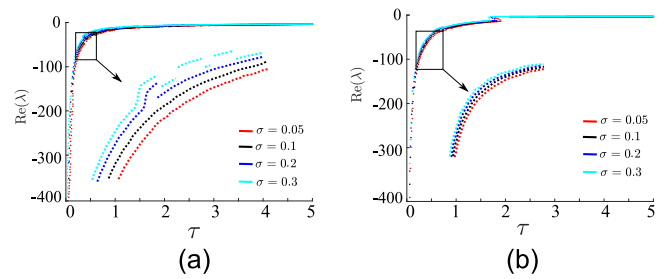 0
-100
-200
-300
-400
Re(λ)
0 1 2 3 4 5
τ
σ = 0.05
σ = 0.1
σ = 0.2
σ = 0.3
(a)
0
-100
-200
-300
-400
Re(λ)
0 1 2 3 4 5
τ
σ = 0.05
σ = 0.1
σ = 0.2
σ = 0.3
(b)